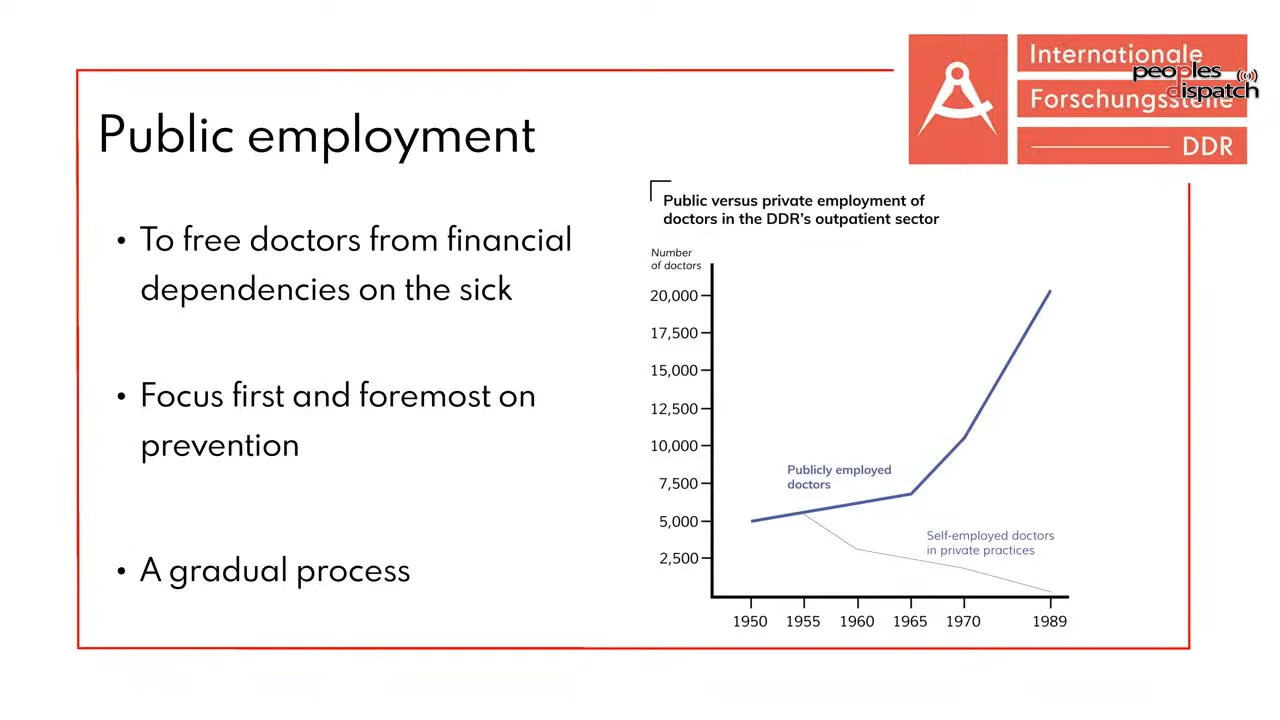 Internationale
Forschungsstelle
DDR
peoples
dispatch
Public employment
• To free doctors from financial
dependencies on the sick
• Focus first and foremost on
prevention
• A gradual process
Public versus private employment of
doctors in the DDR's outpatient sector
Number
of doctors
20,000
17,500
15,000
12,500
10,000
7,500
5,000
2,500
Publicly employed
doctors
Self-employed doctors
in private practices
1950 1955 1960 1965 1970 1989